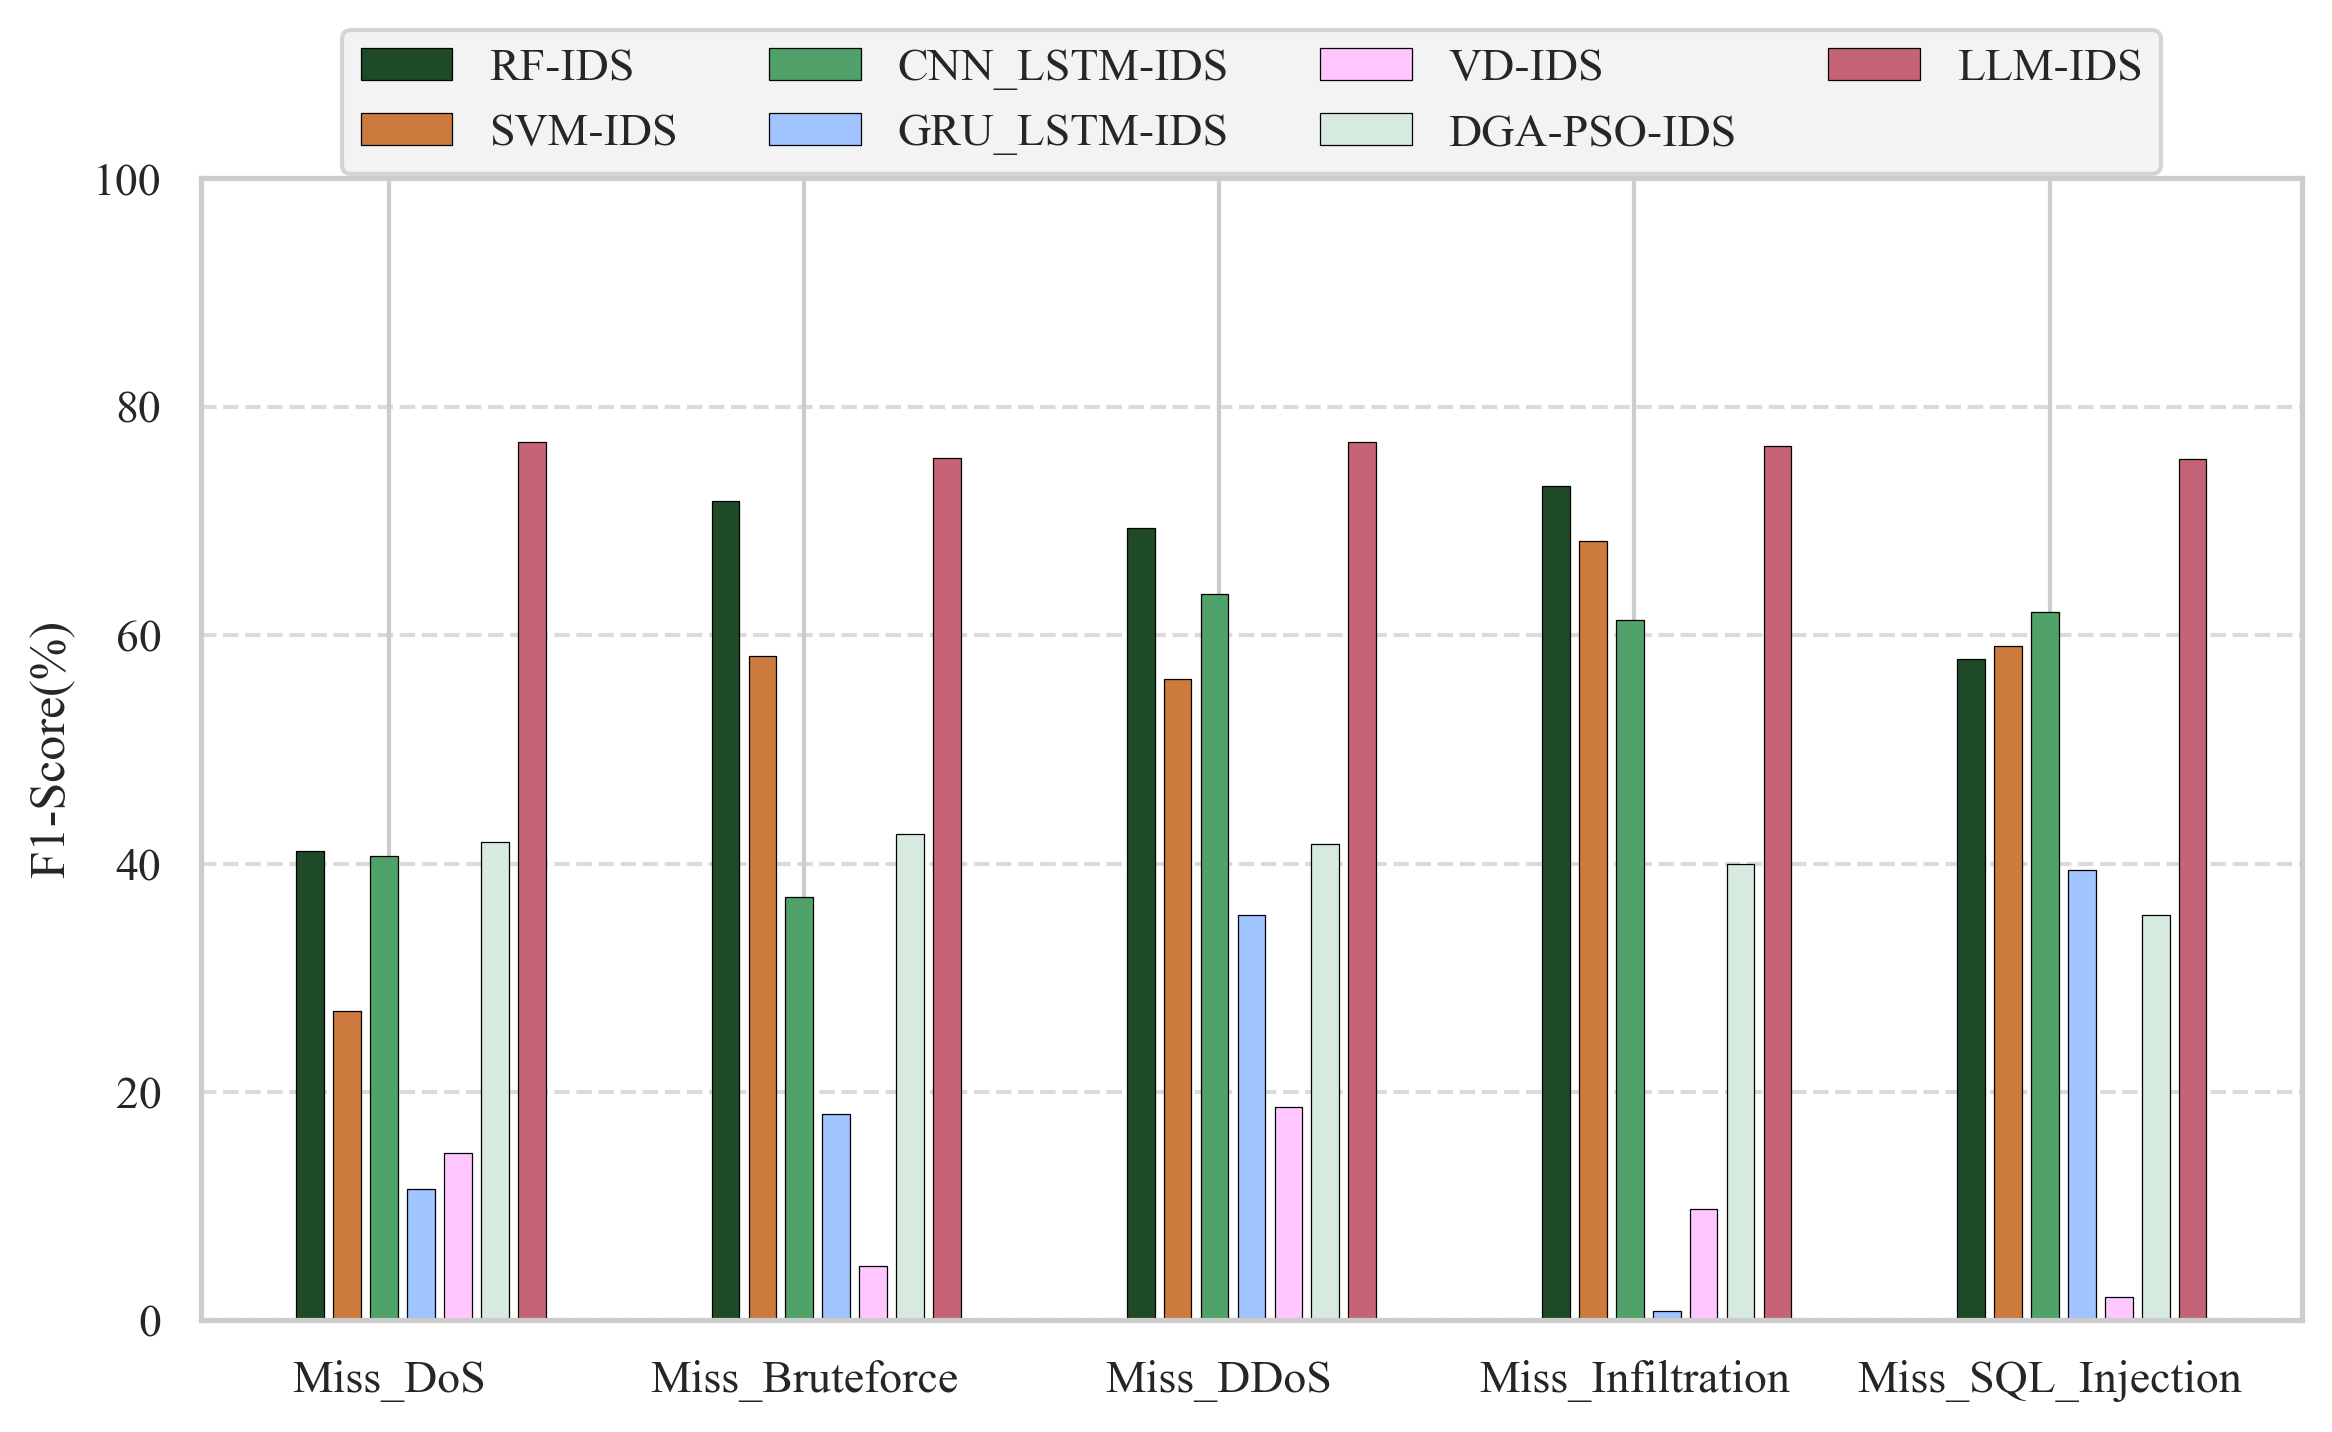 RF-IDS CNN_LSTM-IDS VD-IDS LLM-IDS
SVM-IDS GRU_LSTM-IDS DGA-PSO-IDS
100
80
60
40
20
0
F1-Score(%)
Miss_DoS Miss_Bruteforce Miss_DDoS Miss_Infiltration Miss_SQL_Injection